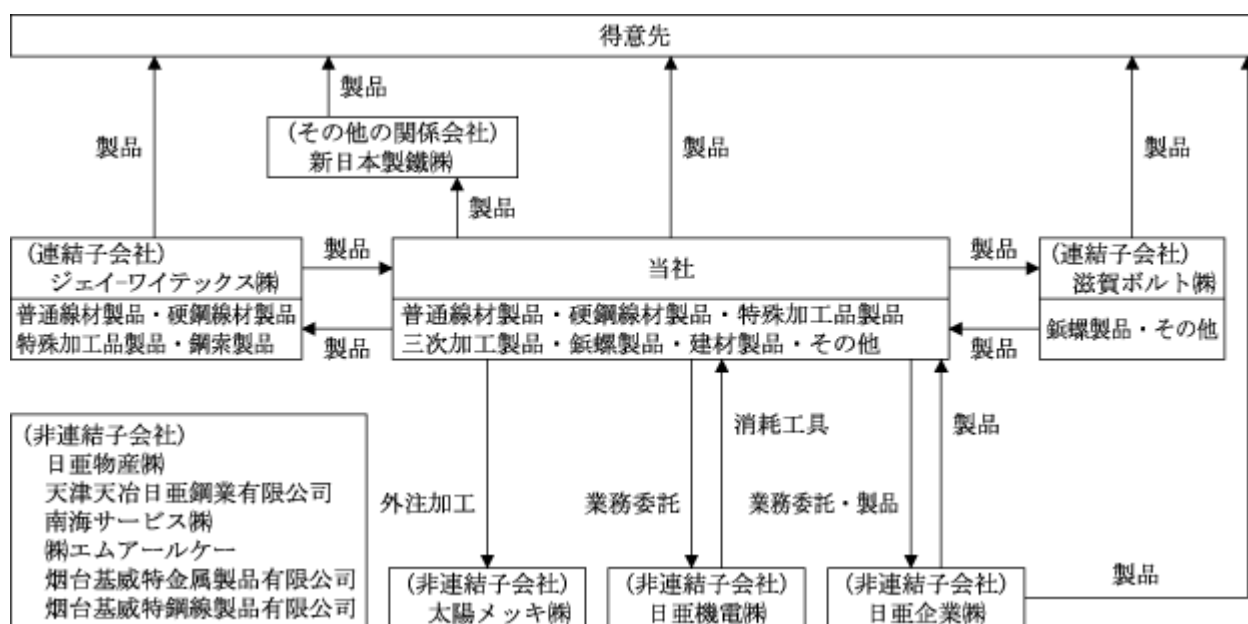 得意先
製品
製品
製品
製品
(その他の関係会社)
新日本製鐵㈱
製品
(連結子会社)
ジェイ-ワイテックス㈱
普通線材製品・硬鋼線材製品
特殊加工品製品・鋼索製品
製品
製品
当社
普通線材製品・硬鋼線材製品・特殊加工品製品
三次加工製品・鋲螺製品・建材製品・その他
製品
製品
(連結子会社)
滋賀ボルト㈱
鋲螺製品・その他
(非連結子会社)
日亜物産㈱
天津天冶日亜鋼業有限公司
南海サービス㈱
㈱エムアールケー
烟台基威特金属製品有限公司
烟台基威特鋼線製品有限公司
外注加工
業務委託
消耗工具
業務委託・製品
製品
製品
(非連結子会社)
太陽メッキ㈱
(非連結子会社)
日亜機電㈱
(非連結子会社)
日亜企業㈱